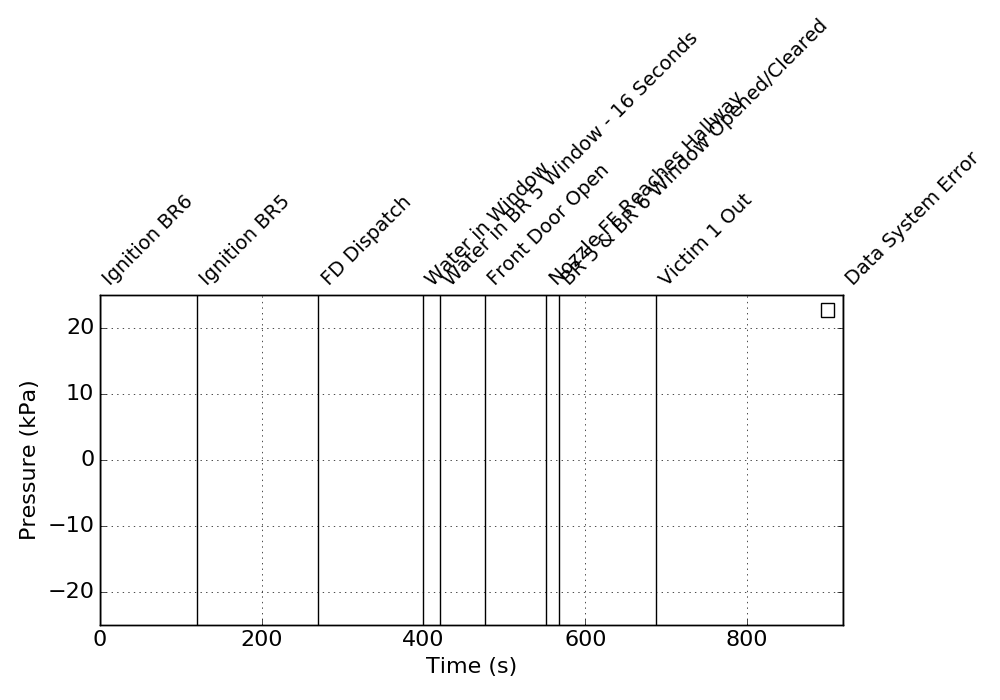 Ignition BR6
Ignition BR5
FD Dispatch
Water in Window
Water in BR 5 Window - 16 Seconds
Front Door Open
Nozzle FF Reaches Hallway
BR 5 & BR 6 Window Opened/Cleared
Victim 1 Out
Data System Error
Pressure (kPa)
20
10
0
−10
−20
0
200
400
600
800
Time (s)